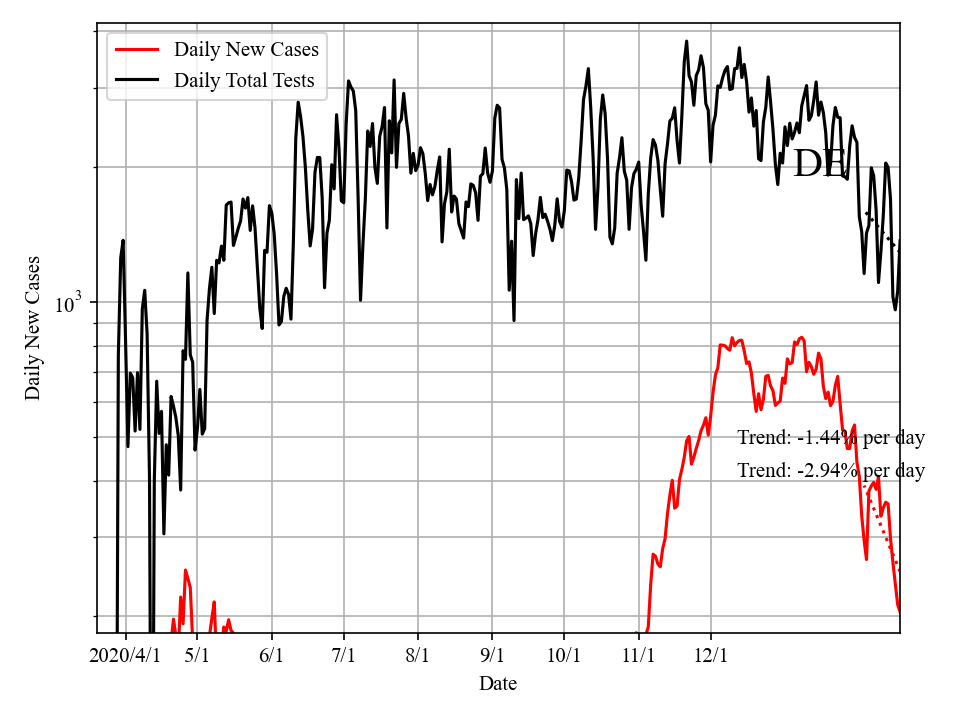 Daily New Cases
Daily Total Tests
DE
Daily New Cases
10^3
Trend: -1.44% per day
Trend: -2.94% per day
2020/4/1 5/1 6/1 7/1 8/1 9/1 10/1 11/1 12/1
Date